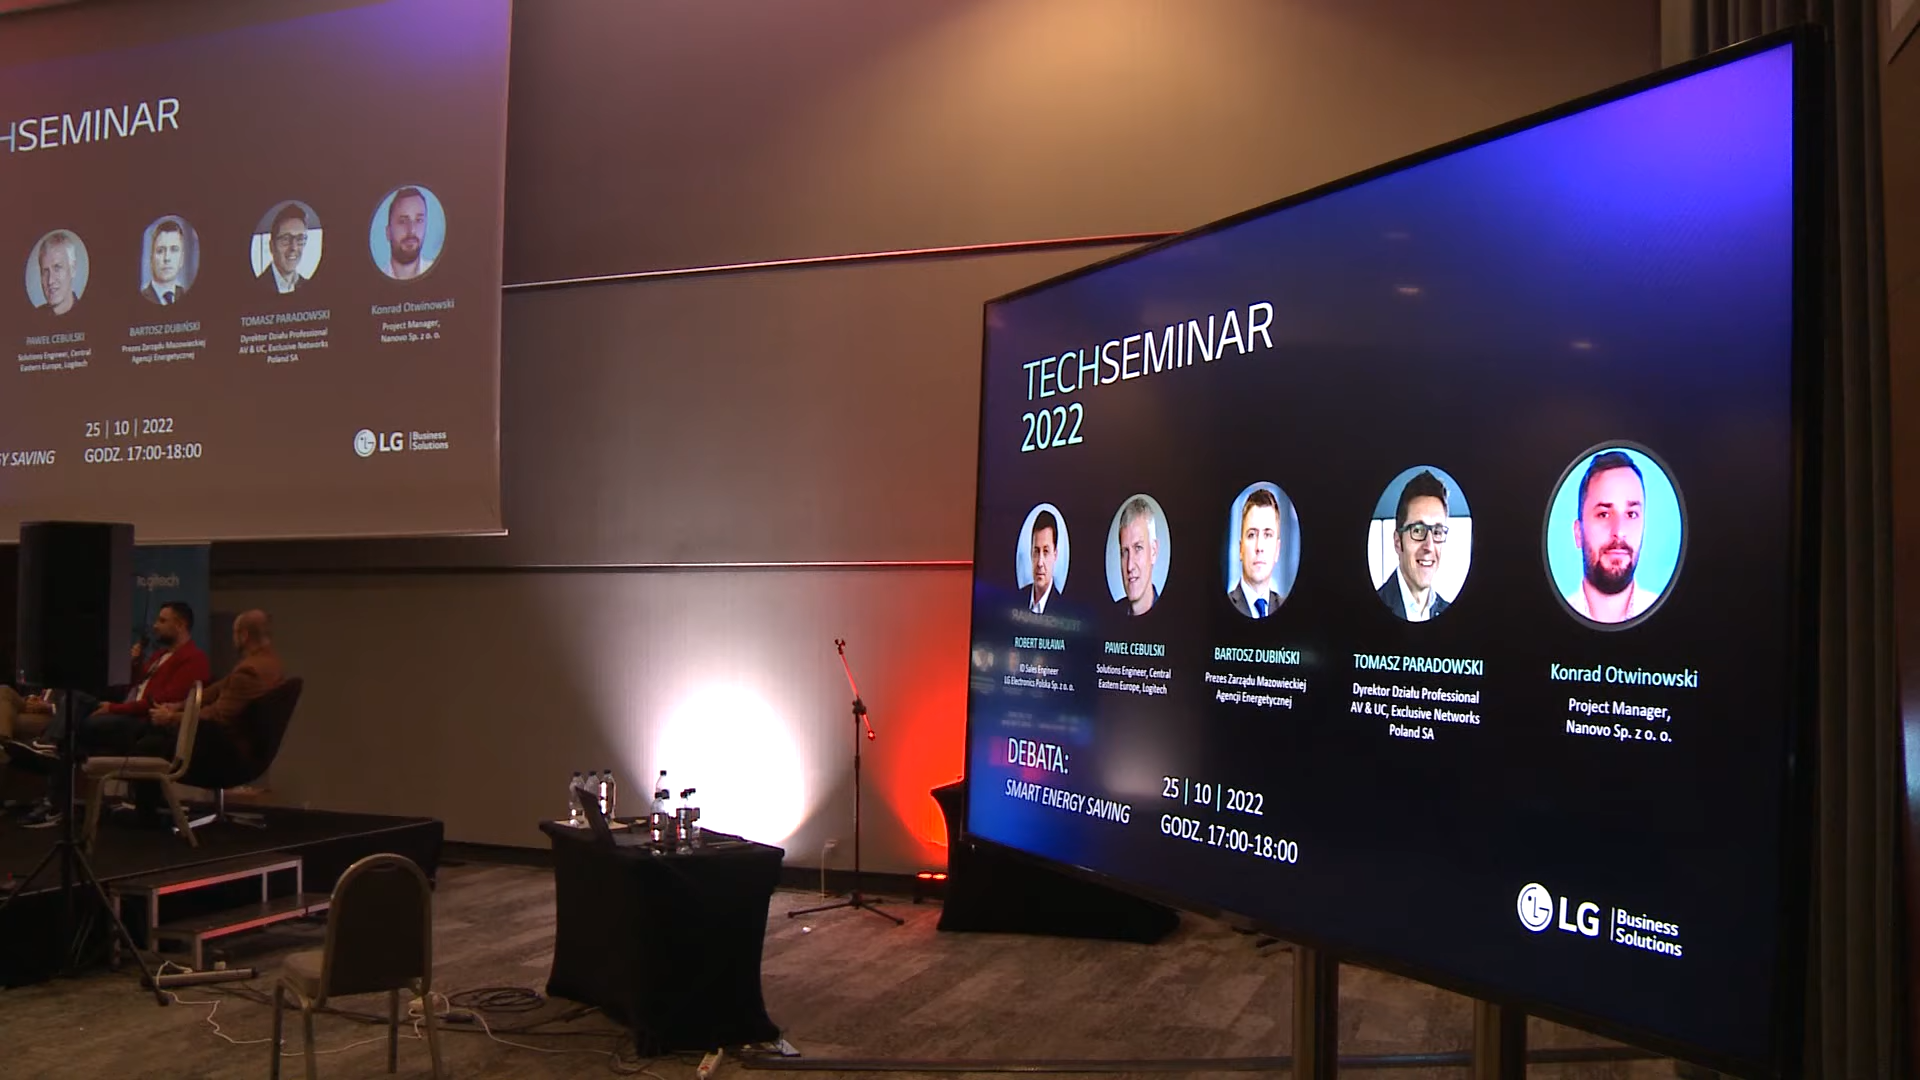 HSEMINAR
PAWEŁ CEBULSKI
Solutions Engineer, Central
Eastern Europe, Logitech
BARTOSZ DUBIŃSKI
Prezes Zarządu Mazowieckiej
Agencji Energetycznej
TOMASZ PARADOWSKI
Dyrektor Działu Professional
AV & UC, Exclusive Networks
Poland SA
Konrad Otwinowski
Project Manager,
Nanovo Sp. z o. o.
SAVING
25 | 10 | 2022
GODZ. 17:00-18:00
LG Business
Solutions
logitech
TECHSEMINAR
2022
ROBERT BUŁAWA
ID Sales Engineer
LG Electronics Polska Sp. z o. o.
PAWEŁ CEBULSKI
Solutions Engineer, Central
Eastern Europe, Logitech
BARTOSZ DUBIŃSKI
Prezes Zarządu Mazowieckiej
Agencji Energetycznej
TOMASZ PARADOWSKI
Dyrektor Działu Professional
AV & UC, Exclusive Networks
Poland SA
Konrad Otwinowski
Project Manager,
Nanovo Sp. z o. o.
DEBATA:
SMART ENERGY SAVING
25 | 10 | 2022
GODZ. 17:00-18:00
LG Business
Solutions